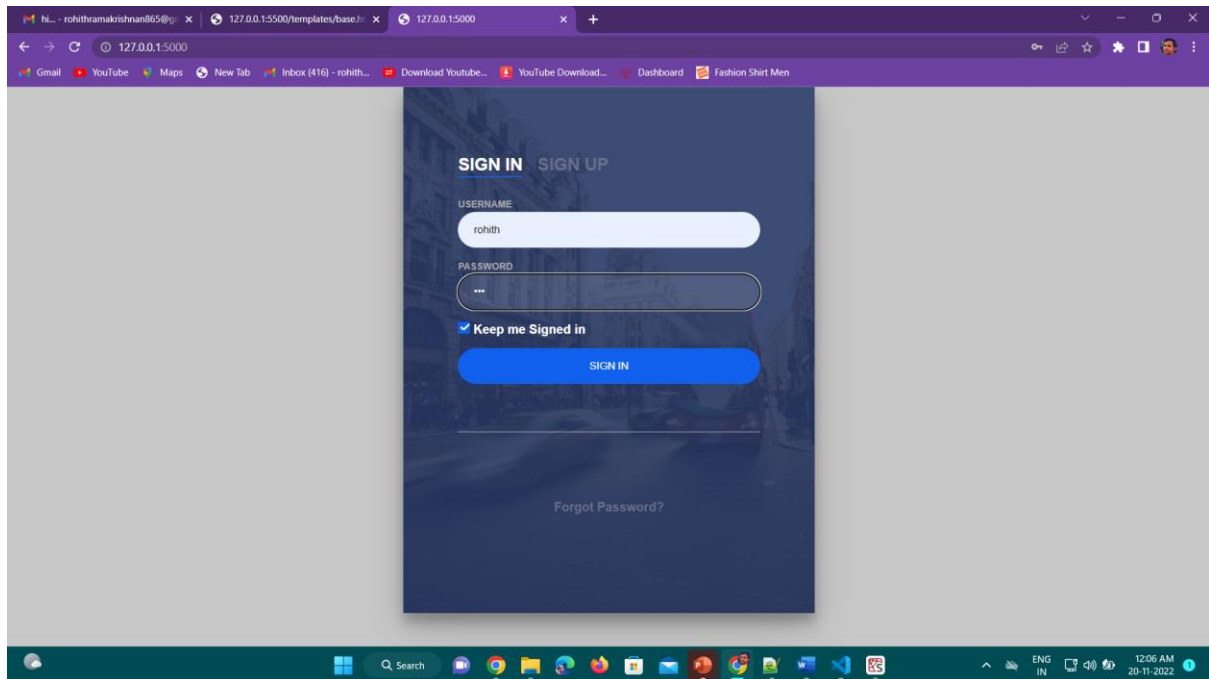 hi... - rohithramakrishnan865@g
127.0.0.1:5500/templates/base.h
127.0.0.1:5000
127.0.0.1:5000
Gmail YouTube Maps New Tab Inbox (416) - rohith... Download Youtube... YouTube Download... Dashboard Fashion Shirt Men
SIGN IN SIGN UP
USERNAME
rohith
PASSWORD
•••
Keep me Signed in
SIGN IN
Forgot Password?
Search
ENG
IN
12:06 AM
20-11-2022
1